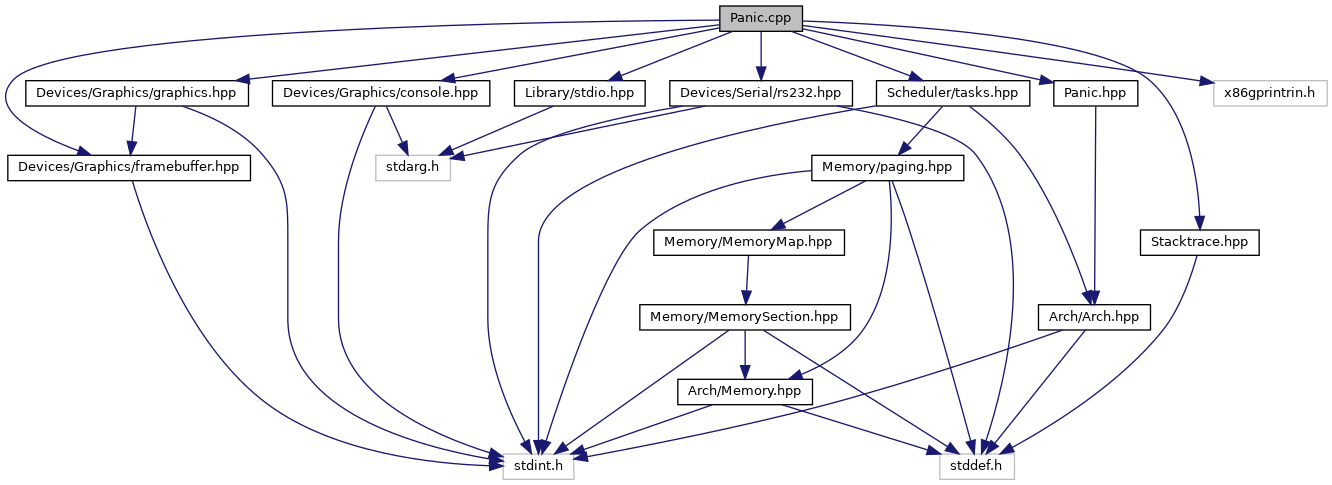 Panic.cpp
Devices/Graphics/graphics.hpp
Devices/Graphics/console.hpp
Library/stdio.hpp
Devices/Serial/rs232.hpp
Scheduler/tasks.hpp
Panic.hpp
x86gprintrin.h
Devices/Graphics/framebuffer.hpp
stdarg.h
Memory/paging.hpp
Memory/MemoryMap.hpp
Stacktrace.hpp
Memory/MemorySection.hpp
Arch/Arch.hpp
Arch/Memory.hpp
stdint.h
stddef.h